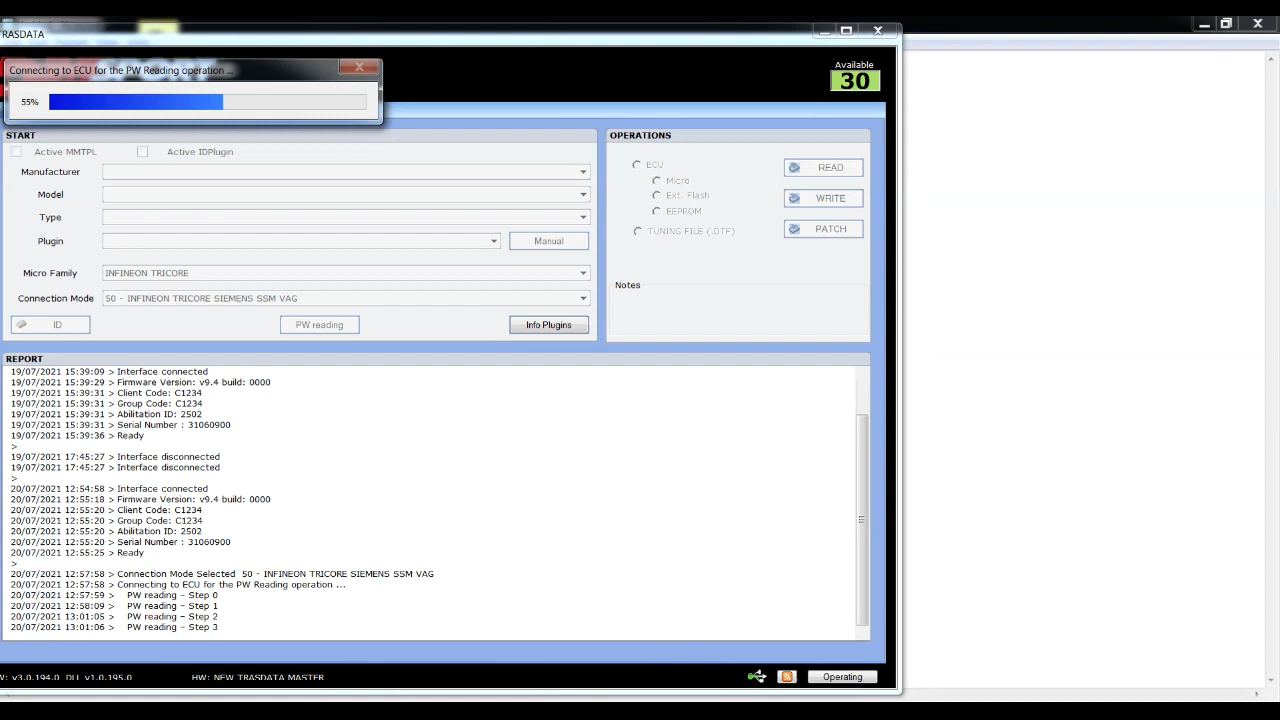 TRASDATA
Connecting to ECU for the PW Reading operation ...
55%
Available
30
START
Active MMTPL
Active IDPlugin
Manufacturer
Model
Type
Plugin
Manual
Micro Family
INFINEON TRICORE
Connection Mode
50 - INFINEON TRICORE SIEMENS SSM VAG
ID
PW reading
Info Plugins
OPERATIONS
ECU
Micro
Ext. Flash
EEPROM
TUNING FILE (.DTF)
READ
WRITE
PATCH
Notes
REPORT
19/07/2021 15:39:09 > Interface connected
19/07/2021 15:39:29 > Firmware Version: v9.4 build: 0000
19/07/2021 15:39:31 > Client Code: C1234
19/07/2021 15:39:31 > Group Code: C1234
19/07/2021 15:39:31 > Abilitation ID: 2502
19/07/2021 15:39:31 > Serial Number : 31060900
19/07/2021 15:39:36 > Ready
>
19/07/2021 17:45:27 > Interface disconnected
19/07/2021 17:45:27 > Interface disconnected
>
20/07/2021 12:54:58 > Interface connected
20/07/2021 12:55:18 > Firmware Version: v9.4 build: 0000
20/07/2021 12:55:20 > Client Code: C1234
20/07/2021 12:55:20 > Group Code: C1234
20/07/2021 12:55:20 > Abilitation ID: 2502
20/07/2021 12:55:20 > Serial Number : 31060900
20/07/2021 12:55:25 > Ready
>
20/07/2021 12:57:58 > Connection Mode Selected 50 - INFINEON TRICORE SIEMENS SSM VAG
20/07/2021 12:57:58 > Connecting to ECU for the PW Reading operation ...
20/07/2021 12:57:59 > PW reading – Step 0
20/07/2021 12:58:09 > PW reading – Step 1
20/07/2021 13:01:05 > PW reading – Step 2
20/07/2021 13:01:06 > PW reading – Step 3
v3.0.194.0 DLL v1.0.195.0
HW: NEW TRASDATA MASTER
Operating